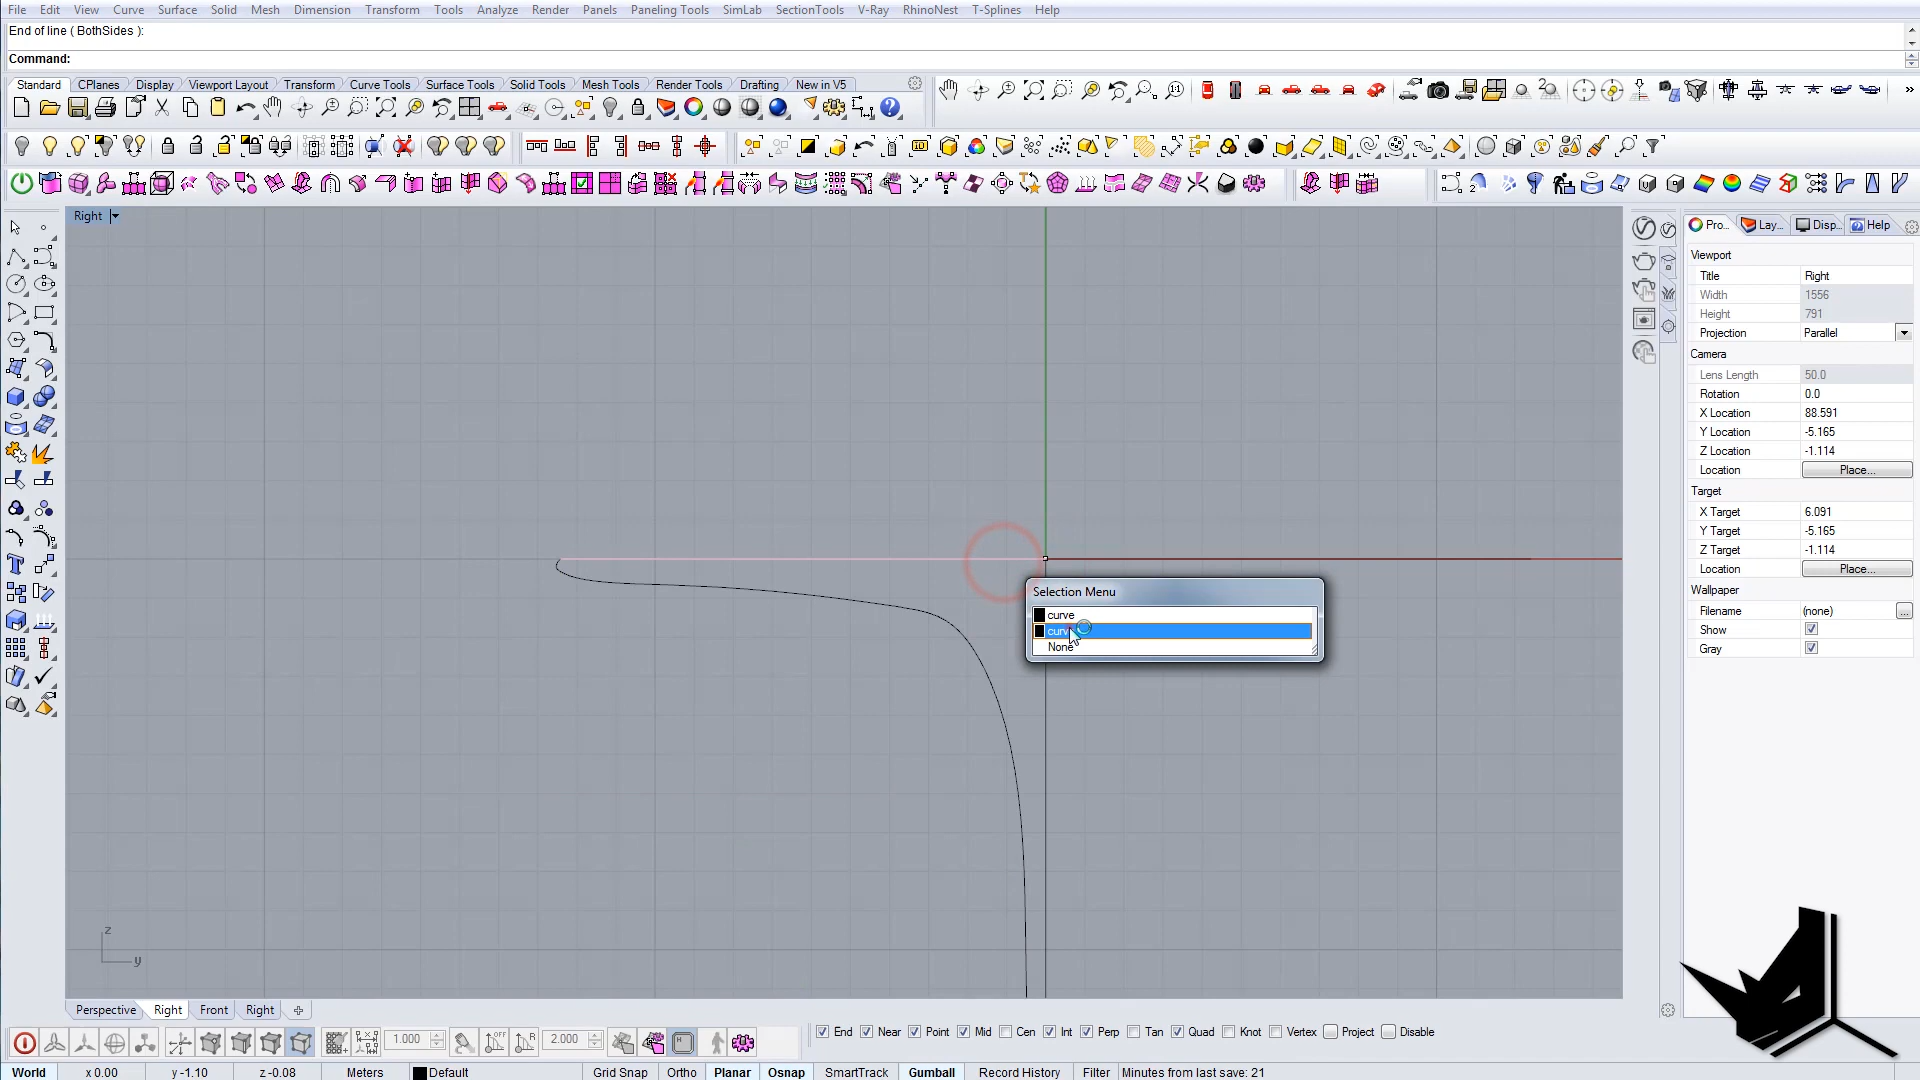 File Edit View Curve Surface Solid Mesh Dimension Transform Tools Analyze Render Panels Paneling Tools SimLab SectionTools V-Ray RhinoNest T-Splines Help
End of line ( BothSides ):
Command:
Standard CPlanes Display Viewport Layout Transform Curve Tools Surface Tools Solid Tools Mesh Tools Render Tools Drafting New in V5
Right
Pro... Lay... Disp... Help
Viewport
Title Right
Width 1556
Height 791
Projection Parallel
Camera
Lens Length 50.0
Rotation 0.0
X Location 88.591
Y Location -5.165
Z Location -1.114
Location Place...
Target
X Target 6.091
Y Target -5.165
Z Target -1.114
Location Place...
Wallpaper
Filename (none) ...
Show
Gray
Selection Menu
curve
curv
None
z
y
Perspective Right Front Right
1.000 2.000
End Near Point Mid Cen Int Perp Tan Quad Knot Vertex Project Disable
World x 0.00 y -1.10 z -0.08 Meters Default Grid Snap Ortho Planar Osnap SmartTrack Gumball Record History Filter Minutes from last save: 21